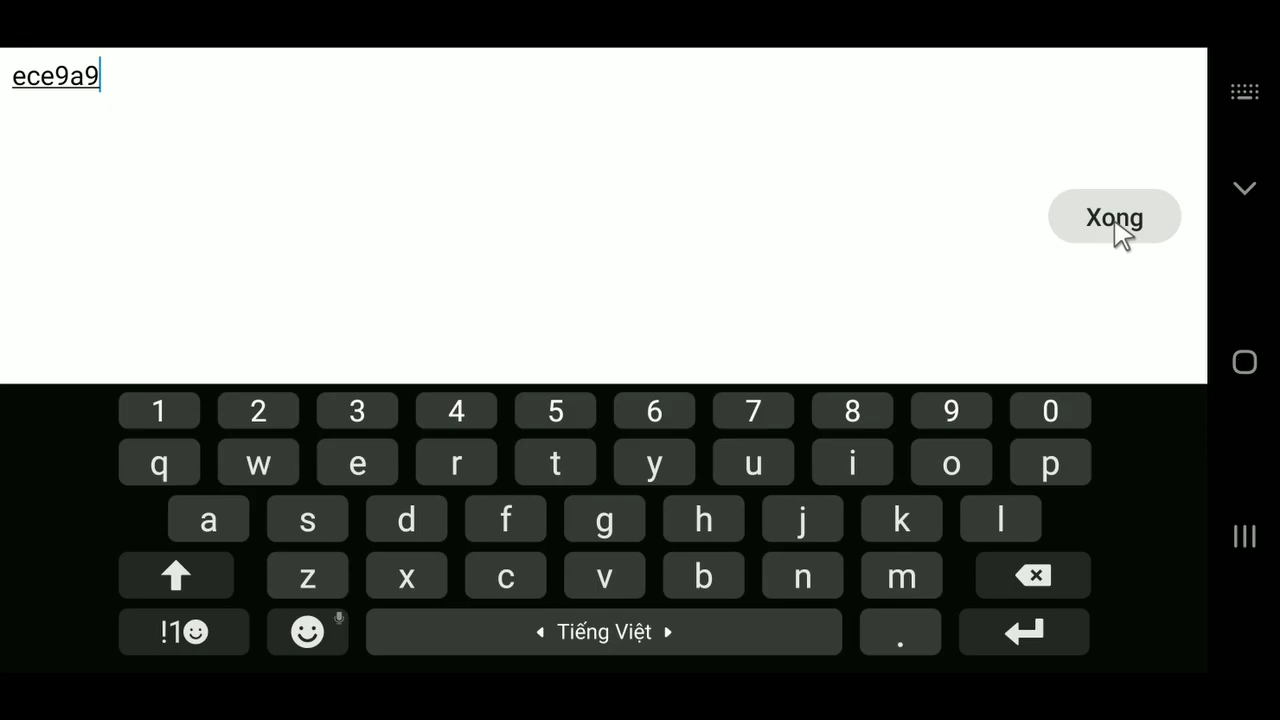 ece9a9
Xong
1 2 3 4 5 6 7 8 9 0
q w e r t y u i o p
a s d f g h j k l
z x c v b n m
!1 Tiếng Việt .